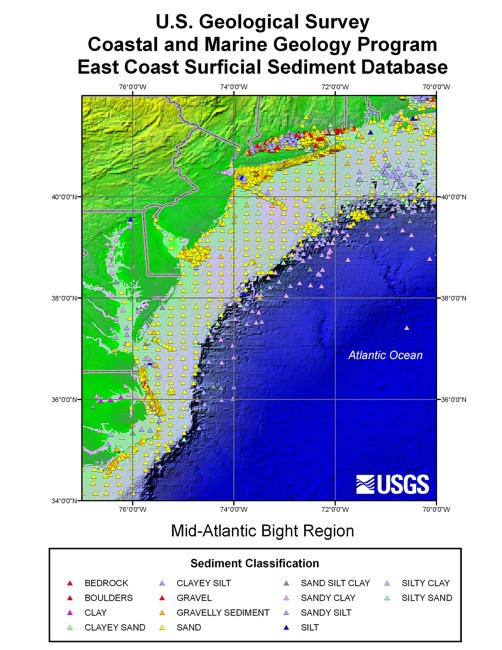 U.S. Geological Survey
Coastal and Marine Geology Program
East Coast Surficial Sediment Database
76°0'0"W 74°0'0"W 72°0'0"W 70°0'0"W
40°0'0"N 40°0'0"N
38°0'0"N 38°0'0"N
Atlantic Ocean
36°0'0"N 36°0'0"N
USGS
34°0'0"N 34°0'0"N
76°0'0"W 74°0'0"W 72°0'0"W 70°0'0"W
Mid-Atlantic Bight Region
Sediment Classification
BEDROCK CLAYEY SILT SAND SILT CLAY SILTY CLAY
BOULDERS GRAVEL SANDY CLAY SILTY SAND
CLAY GRAVELLY SEDIMENT SANDY SILT
CLAYEY SAND SAND SILT